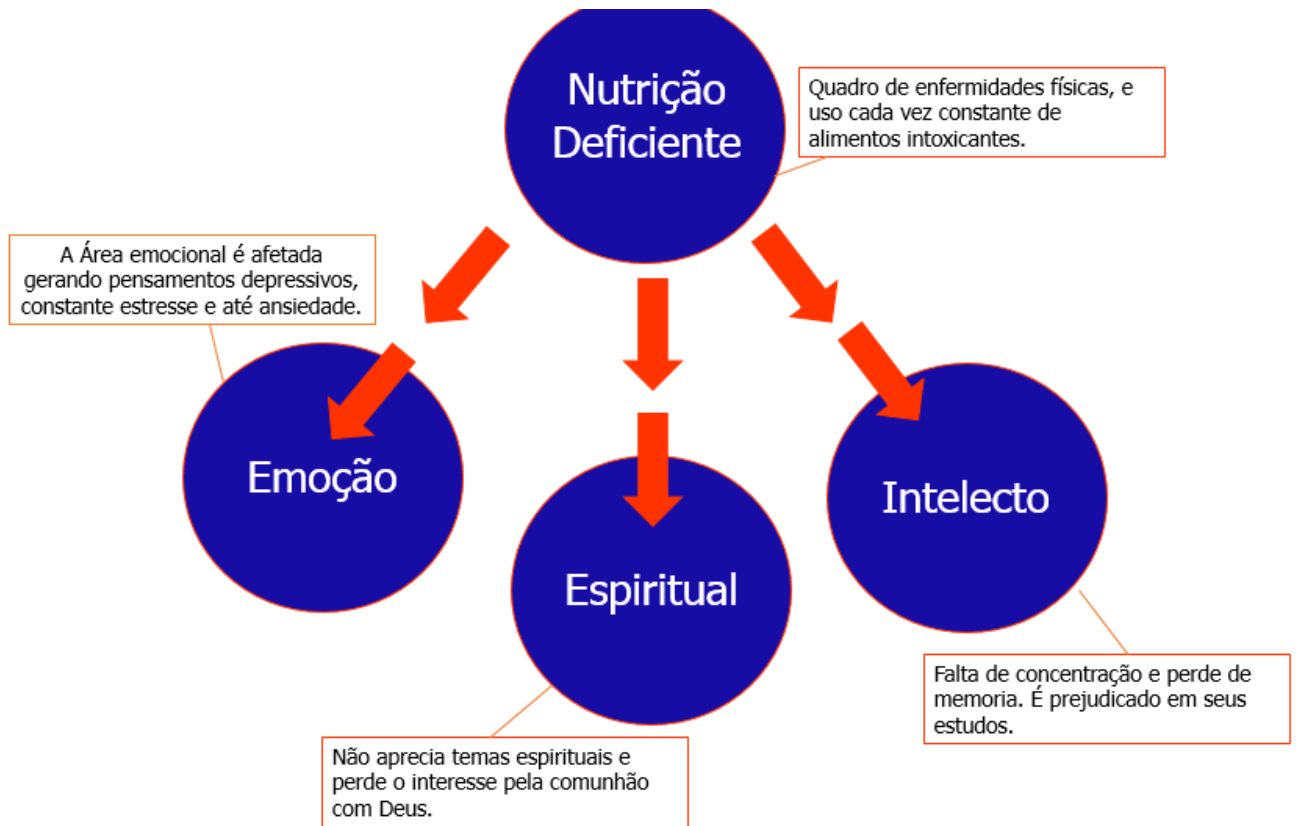 Nutrição
Deficiente
Quadro de enfermidades físicas, e
uso cada vez constante de
alimentos intoxicantes.
A Área emocional é afetada
gerando pensamentos depressivos,
constante estresse e até ansiedade.
Emoção
Espiritual
Intelecto
Falta de concentração e perde de
memoria. É prejudicado em seus
estudos.
Não aprecia temas espirituais e
perde o interesse pela comunhão
com Deus.